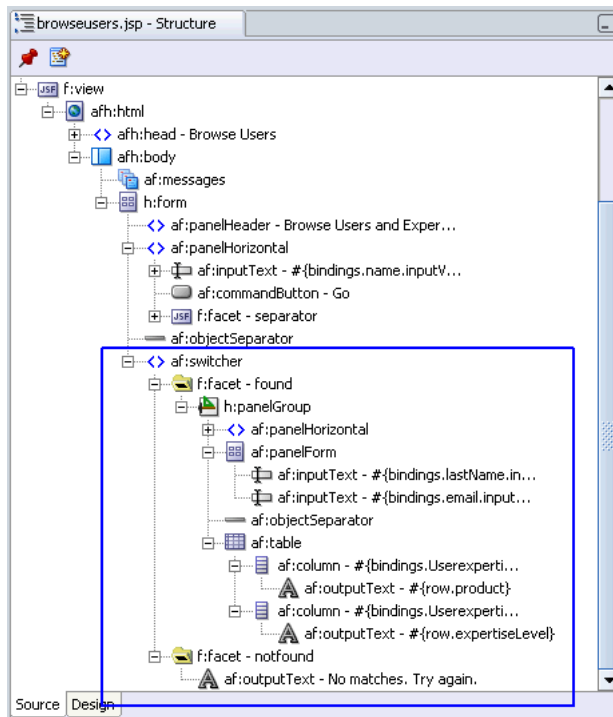 browseusers.jsp - Structure
JSF f:view
afh:html
afh:head - Browse Users
afh:body
af:messages
h:form
af:panelHeader - Browse Users and Exper...
af:panelHorizontal
af:inputText - #{bindings.name.inputV...
af:commandButton - Go
JSF f:facet - separator
af:objectSeparator
af:switcher
f:facet - found
h:panelGroup
af:panelHorizontal
af:panelForm
af:inputText - #{bindings.lastName.in...
af:inputText - #{bindings.email.input...
af:objectSeparator
af:table
af:column - #{bindings.Userexperti...
af:outputText - #{row.product}
af:column - #{bindings.Userexperti...
af:outputText - #{row.expertiseLevel}
f:facet - notfound
af:outputText - No matches. Try again.
Source Design